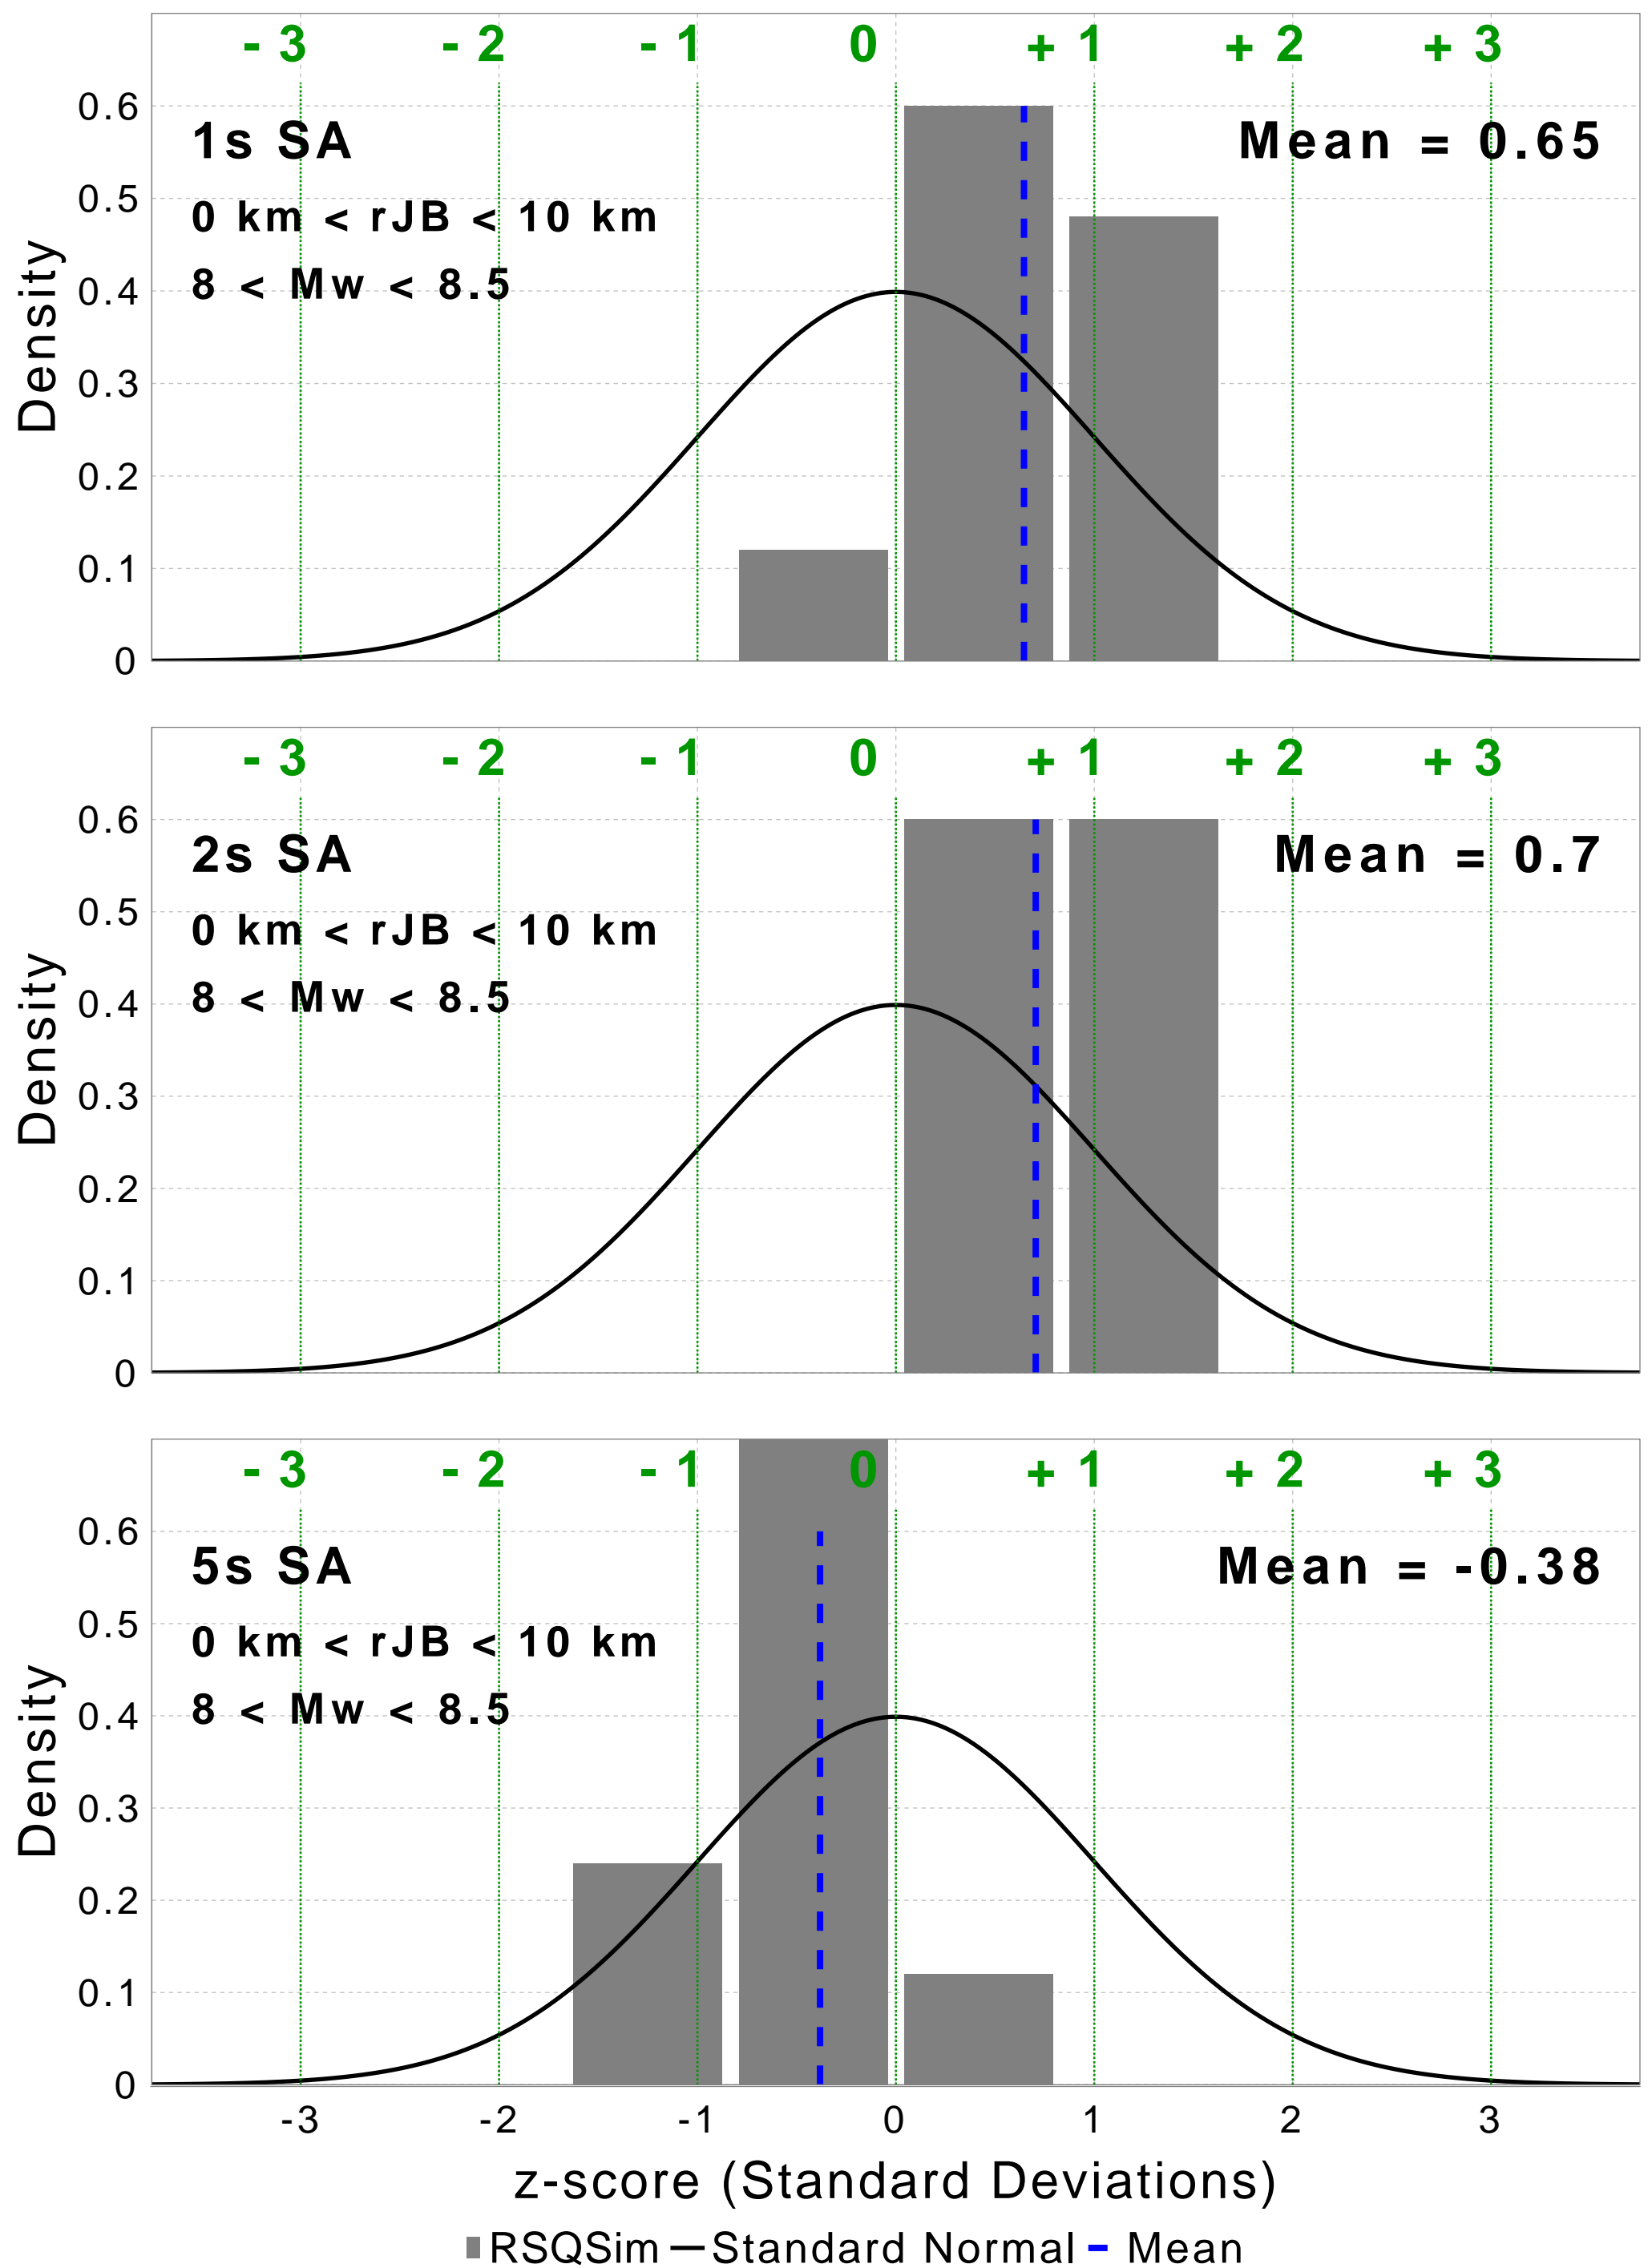 - 3 - 2 - 1 0 + 1 + 2 + 3
0.6
1s SA
Mean = 0.65
0.5
0 km < rJB < 10 km
8 < Mw < 8.5
0.4
Density
0.3
0.2
0.1
0
- 3 - 2 - 1 0 + 1 + 2 + 3
0.6
2s SA
Mean = 0.7
0.5
0 km < rJB < 10 km
8 < Mw < 8.5
0.4
Density
0.3
0.2
0.1
0
- 3 - 2 - 1 0 + 1 + 2 + 3
0.6
5s SA
Mean = -0.38
0.5
0 km < rJB < 10 km
8 < Mw < 8.5
0.4
Density
0.3
0.2
0.1
0
-3 -2 -1 0 1 2 3
z-score (Standard Deviations)
RSQSim Standard Normal Mean